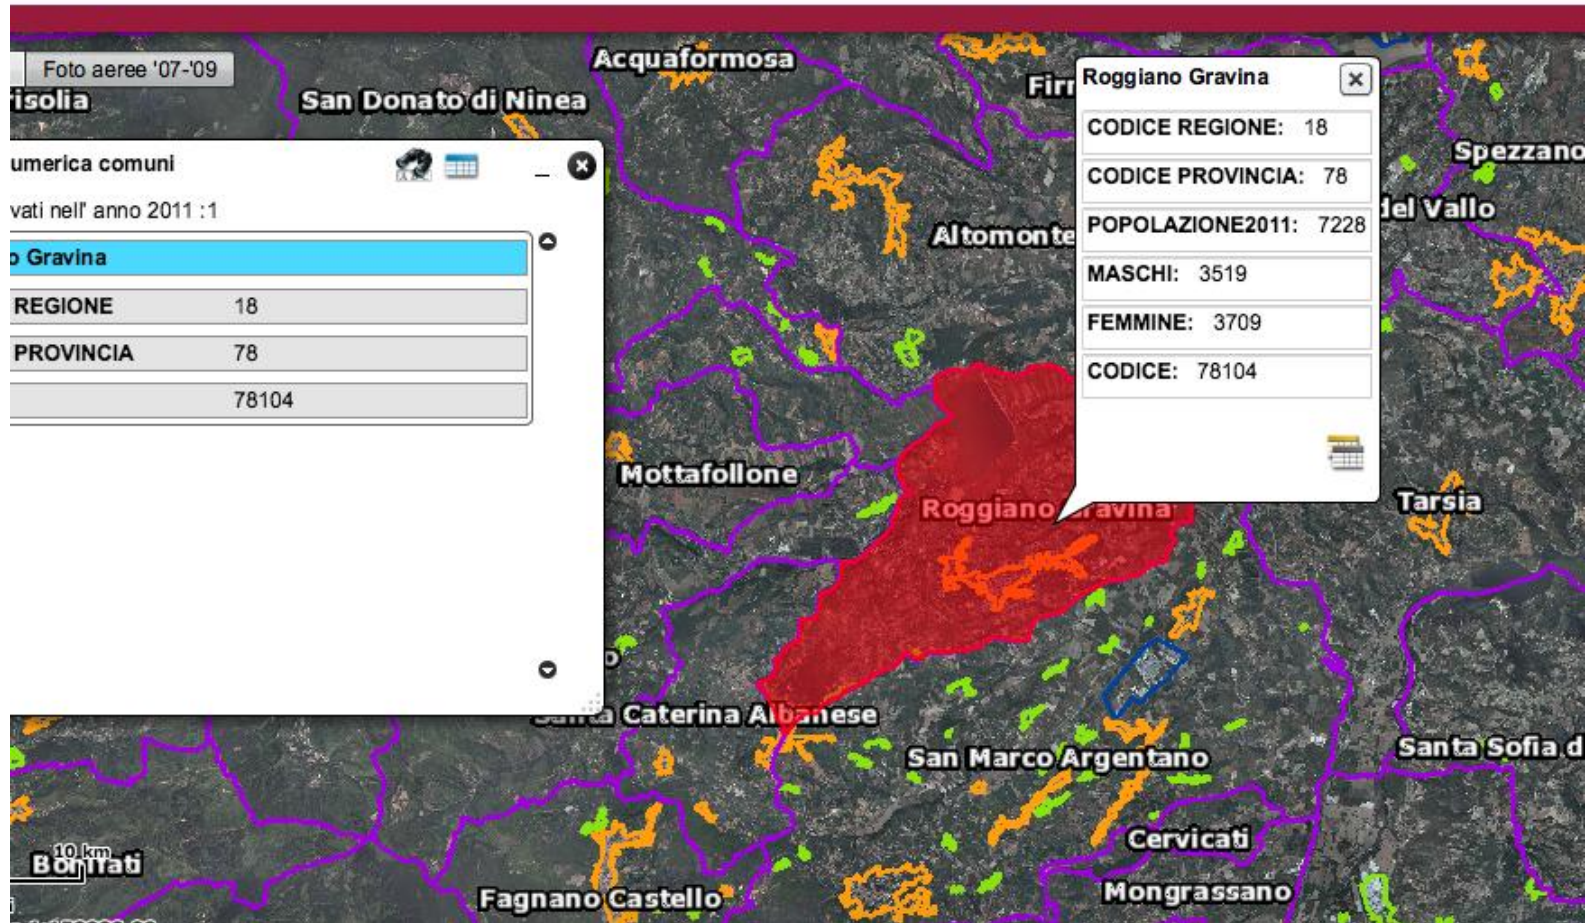 Foto aeree '07-'09
isolia
San Donato di Ninea
Acquaformosa
Firm
Spezzano
del Vallo
Altomonte
umerica comuni
vati nell' anno 2011 :1
o Gravina
REGIONE 18
PROVINCIA 78
78104
Roggiano Gravina
CODICE REGIONE: 18
CODICE PROVINCIA: 78
POPOLAZIONE2011: 7228
MASCHI: 3519
FEMMINE: 3709
CODICE: 78104
Mottafollone
Roggiano Gravina
Tarsia
o
Santa Caterina Albanese
San Marco Argentano
Santa Sofia d
Cervicati
10 km
Bonifati
Fagnano Castello
Mongrassano